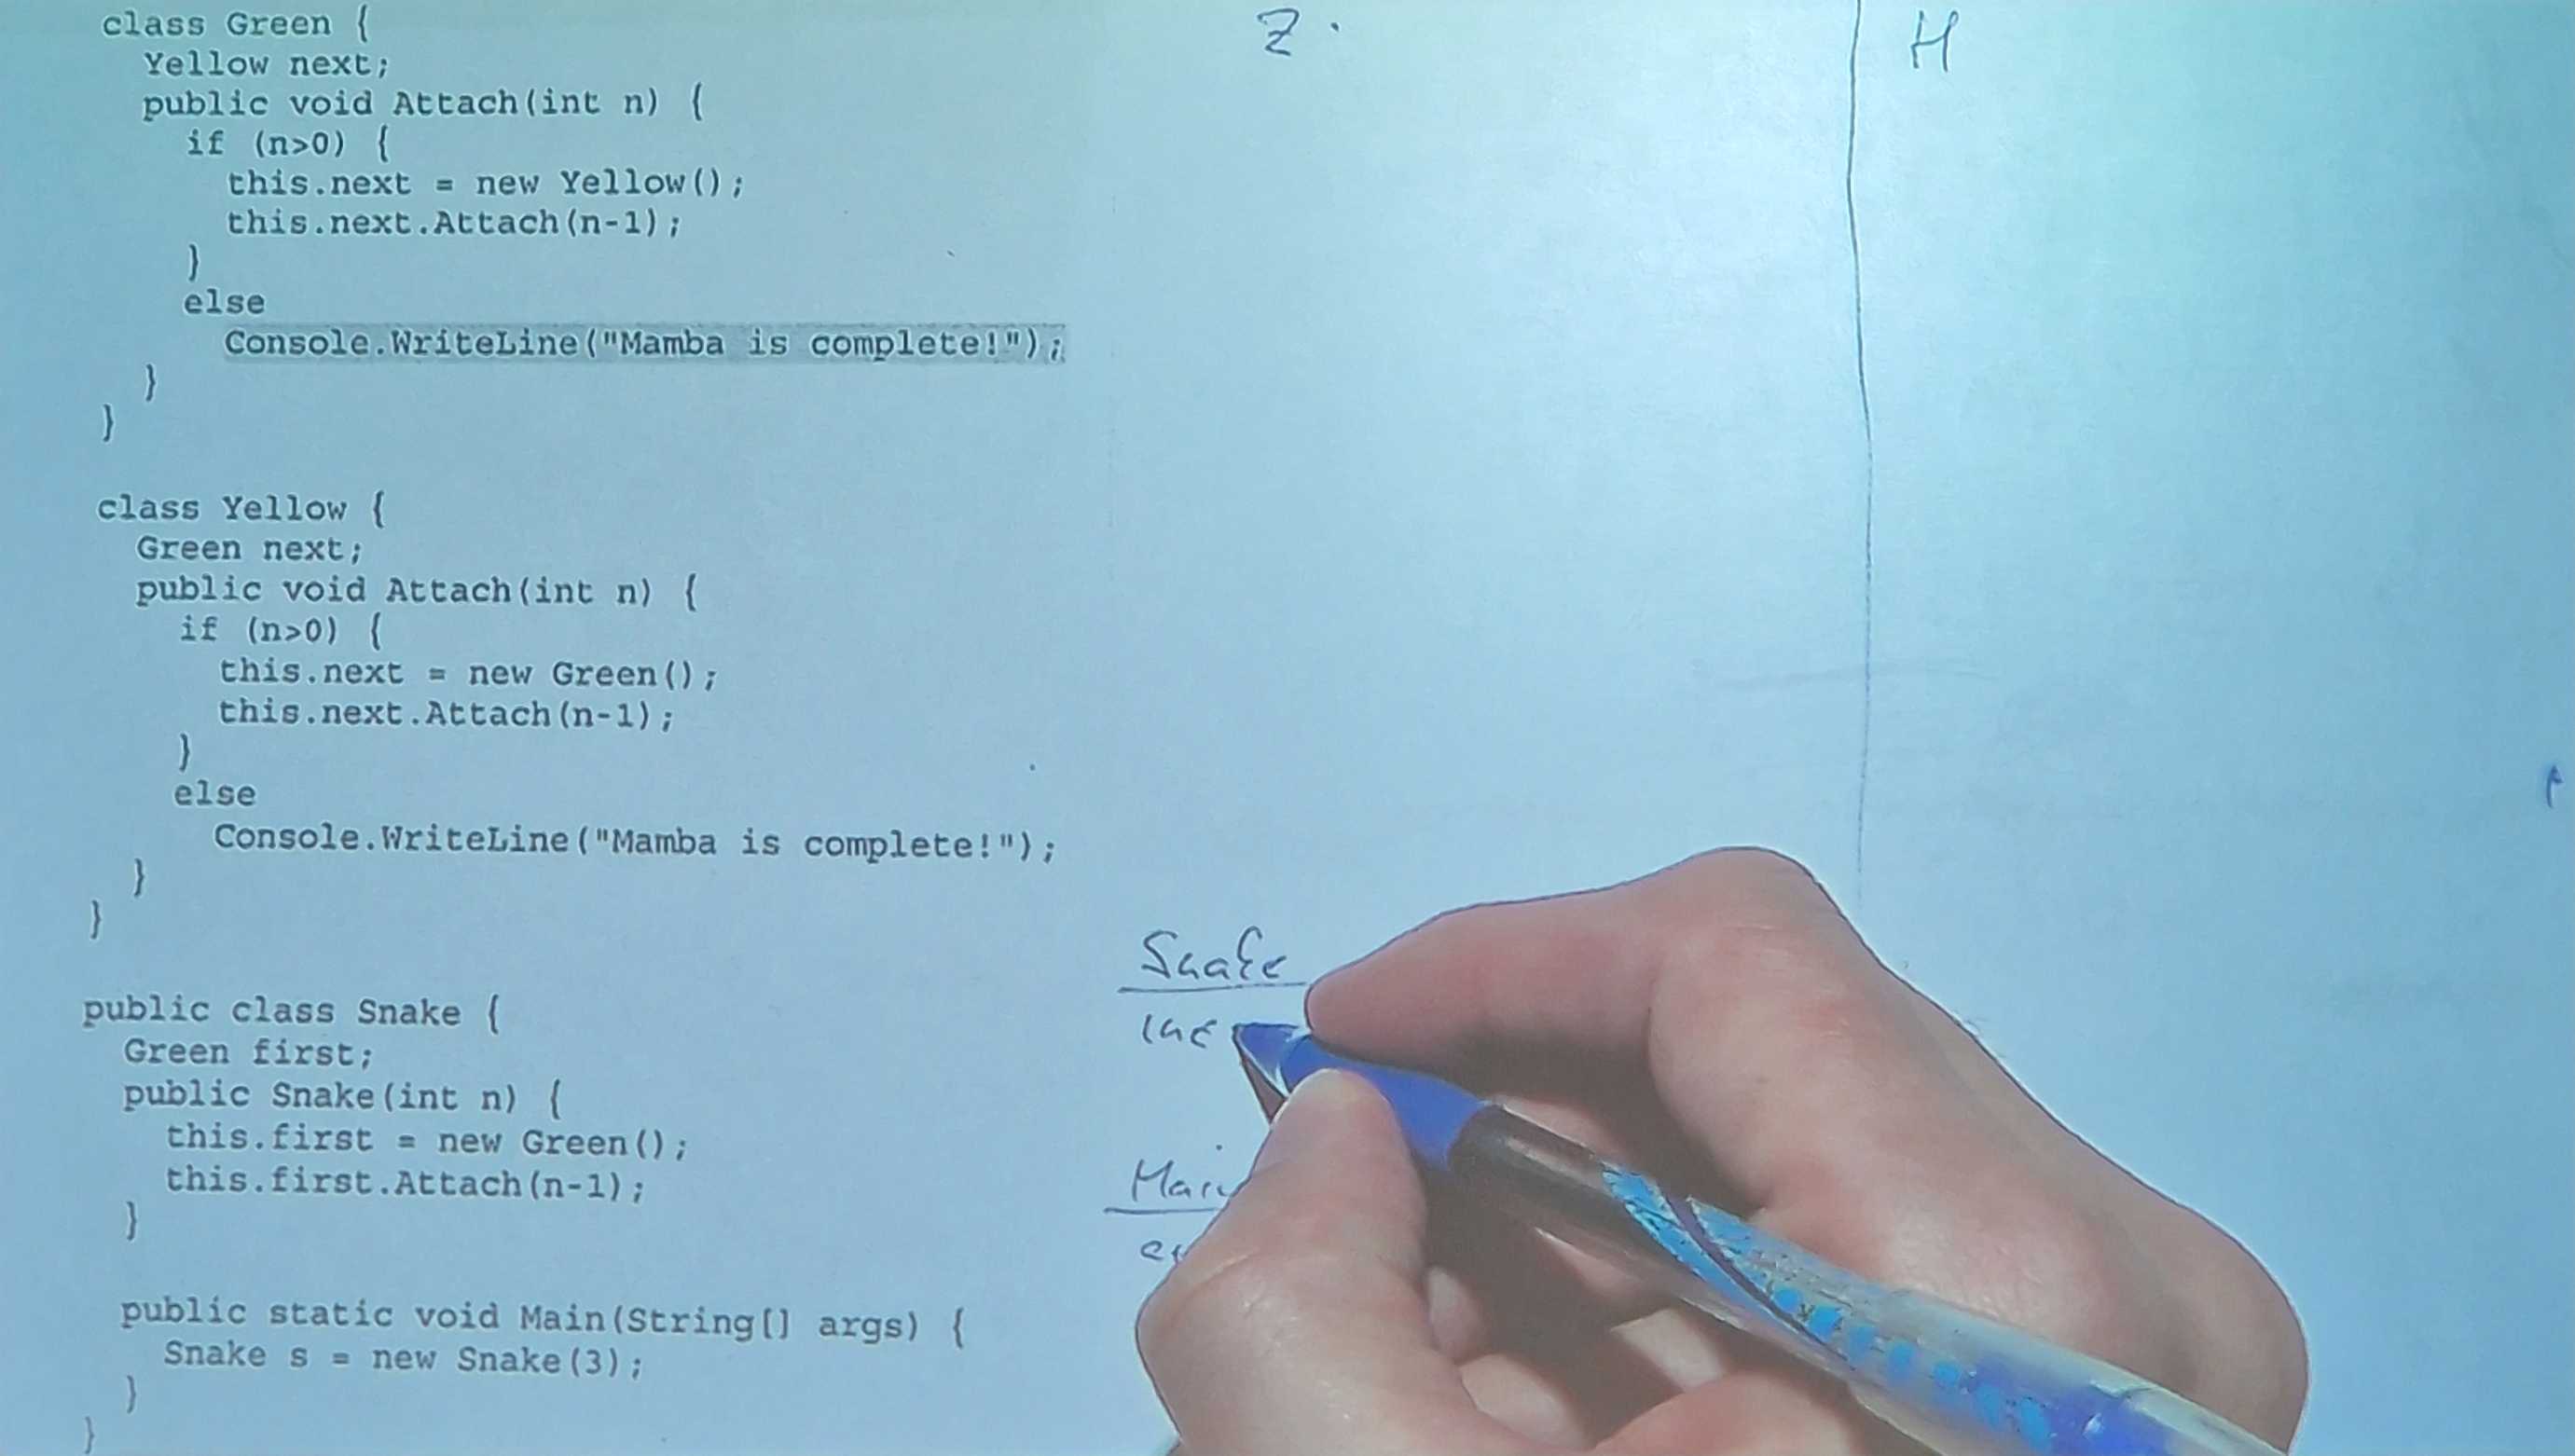 class Green {
Yellow next;
public void Attach(int n) {
if (n>0) {
this.next = new Yellow();
this.next.Attach(n-1);
}
else
Console.WriteLine("Mamba is complete!");
}
}
class Yellow {
Green next;
public void Attach(int n) {
if (n>0) {
this.next = new Green();
this.next.Attach(n-1);
}
else
Console.WriteLine("Mamba is complete!");
}
}
public class Snake {
Green first;
public Snake(int n) {
this.first = new Green();
this.first.Attach(n-1);
}
public static void Main(String[] args) {
Snake s = new Snake(3);
}
}
Z.
H
Snake
int
Main